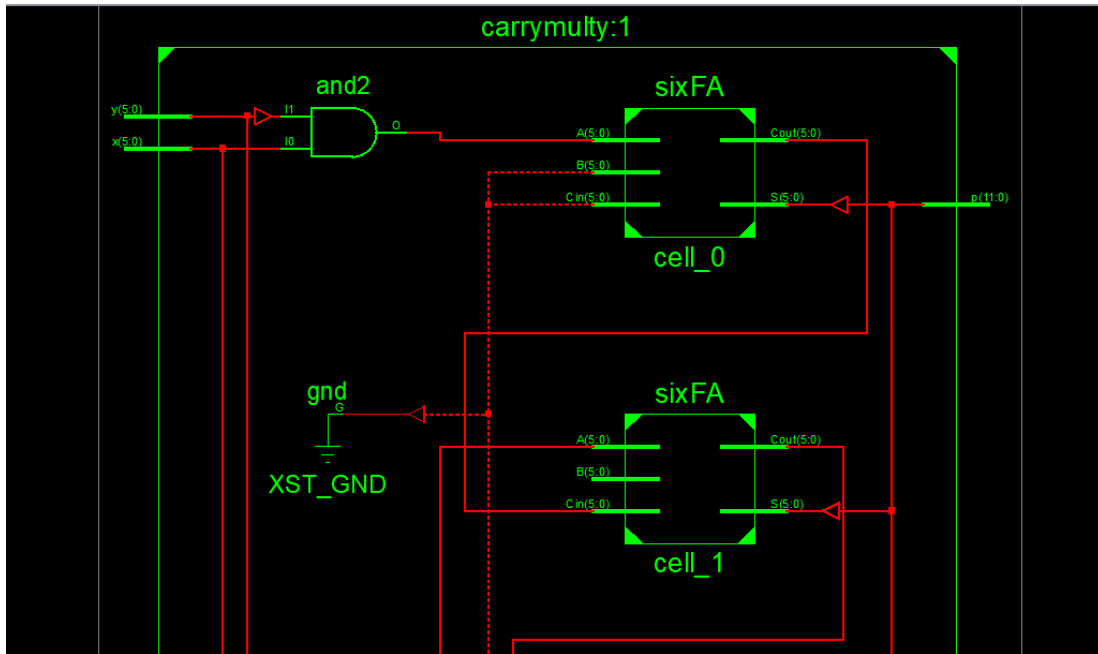 carrymulty:1
and2
sixFA
y(5:0)
I1
x(5:0)
I0
O
A(5:0)
Cout(5:0)
B(5:0)
Cin(5:0)
S(5:0)
p(11:0)
cell_0
gnd
G
XST_GND
sixFA
A(5:0)
Cout(5:0)
B(5:0)
Cin(5:0)
S(5:0)
cell_1